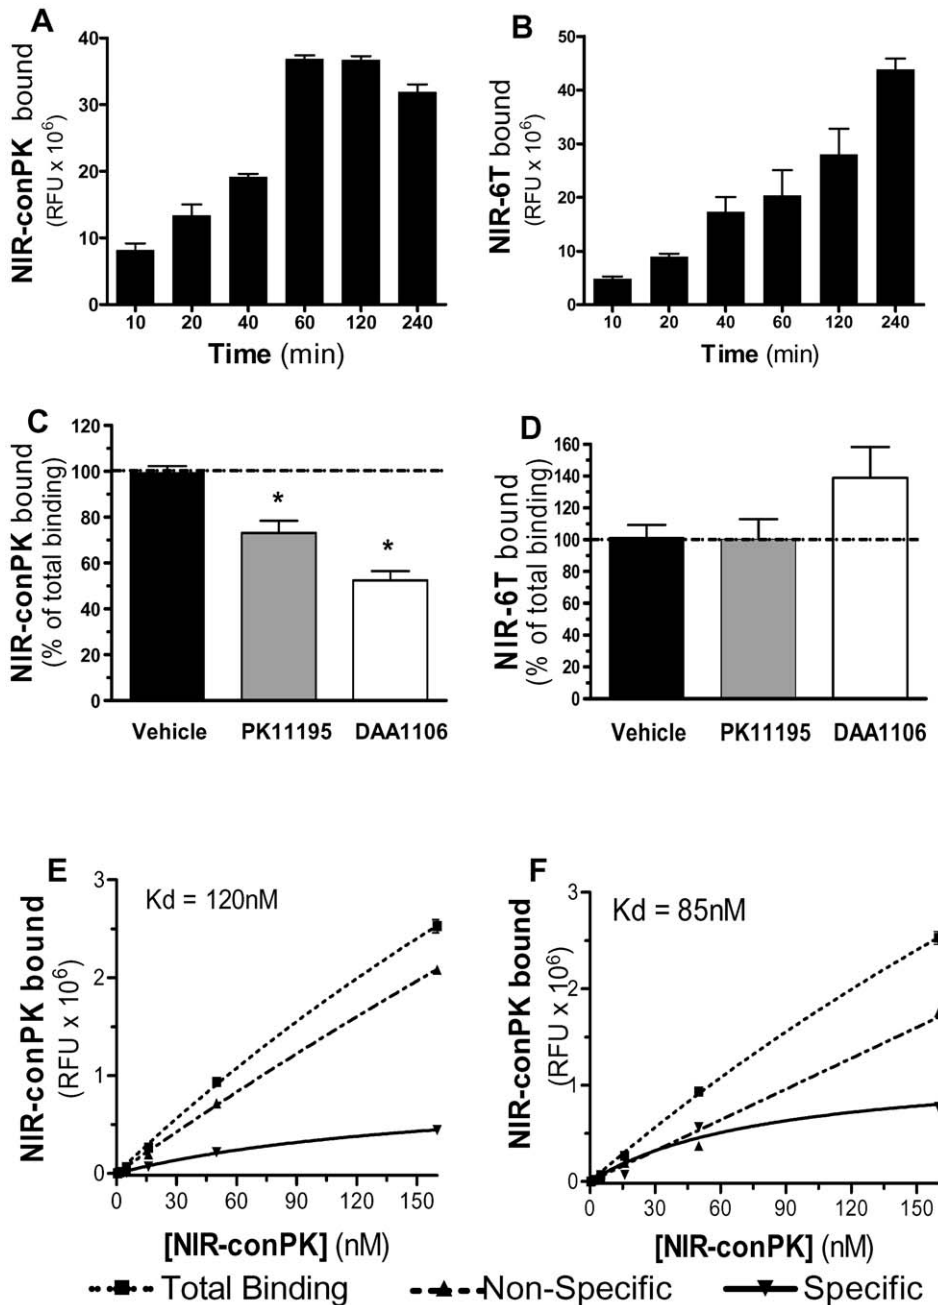 A
NIR-conPK bound
(RFU x 10⁶)
40
30
20
10
0
10 20 40 60 120 240
Time (min)
B
NIR-6T bound
(RFU x 10⁶)
50
40
30
20
10
0
10 20 40 60 120 240
Time (min)
C
NIR-conPK bound
(% of total binding)
120
100
80
60
40
20
0
*
*
Vehicle PK11195 DAA1106
D
NIR-6T bound
(% of total binding)
160
140
120
100
80
60
40
20
0
Vehicle PK11195 DAA1106
E
Kd = 120nM
NIR-conPK bound
(RFU x 10⁶)
3
2
1
0
0 30 60 90 120 150
[NIR-conPK] (nM)
F
Kd = 85nM
NIR-conPK bound
(RFU x 10⁶)
3
2
1
0
0 30 60 90 120 150
[NIR-conPK] (nM)
Total Binding Non-Specific Specific